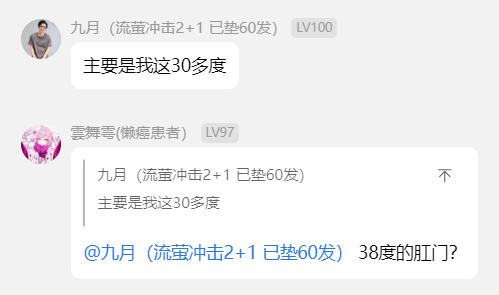 九月（流萤冲击2+1 已垫60发） LV100
主要是我这30多度
雲舞雩(懒癌患者） LV97
九月（流萤冲击2+1 已垫60发）
主要是我这30多度
@九月（流萤冲击2+1 已垫60发） 38度的肛门？